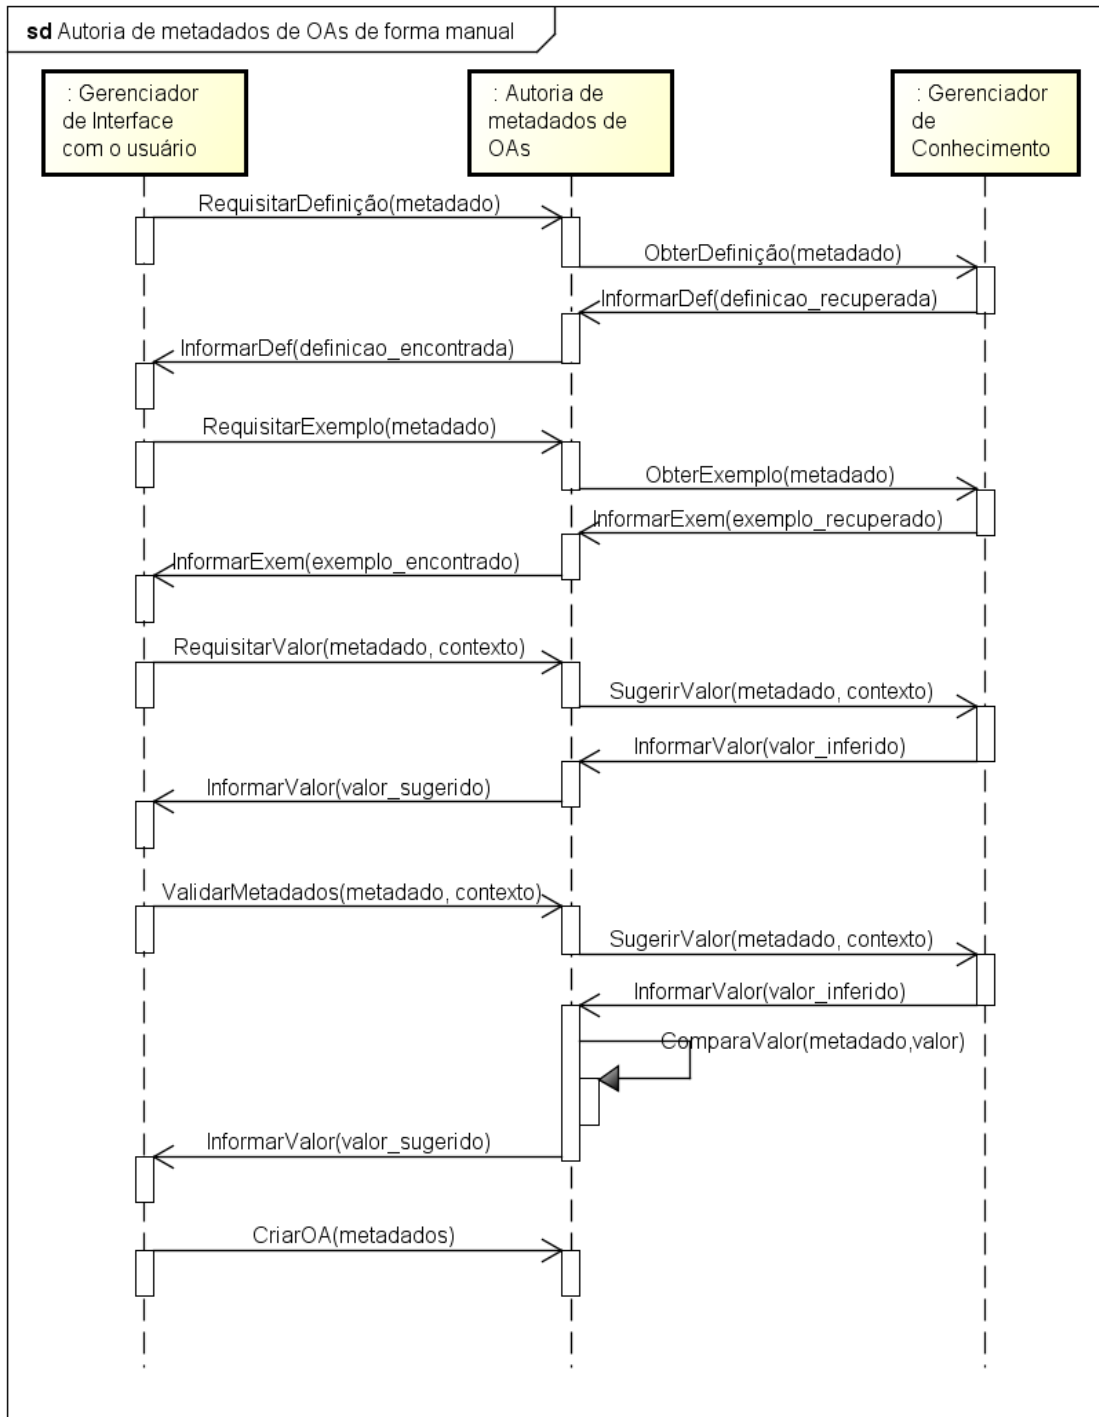 sd Autoria de metadados de OAs de forma manual
: Gerenciador
de Interface
com o usuário
: Autoria de
metadados de
OAs
: Gerenciador
de
Conhecimento
RequisitarDefinição(metadado)
ObterDefinição(metadado)
InformarDef(definicao_recuperada)
InformarDef(definicao_encontrada)
RequisitarExemplo(metadado)
ObterExemplo(metadado)
InformarExem(exemplo_recuperado)
InformarExem(exemplo_encontrado)
RequisitarValor(metadado, contexto)
SugerirValor(metadado, contexto)
InformarValor(valor_inferido)
InformarValor(valor_sugerido)
ValidarMetadados(metadado, contexto)
SugerirValor(metadado, contexto)
InformarValor(valor_inferido)
ComparaValor(metadado,valor)
InformarValor(valor_sugerido)
CriarOA(metadados)